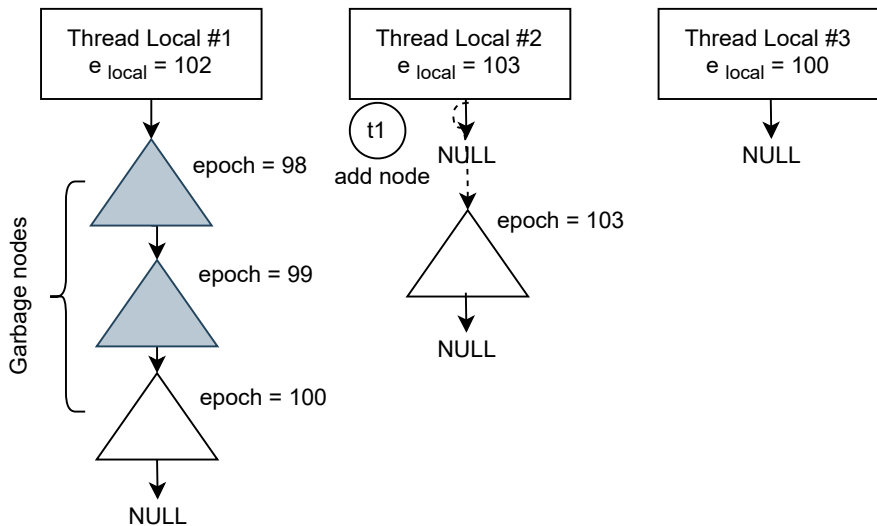 Thread Local #1
e local = 102
Thread Local #2
e local = 103
Thread Local #3
e local = 100
t1
add node
NULL
NULL
epoch = 98
epoch = 103
epoch = 99
Garbage nodes
NULL
epoch = 100
NULL